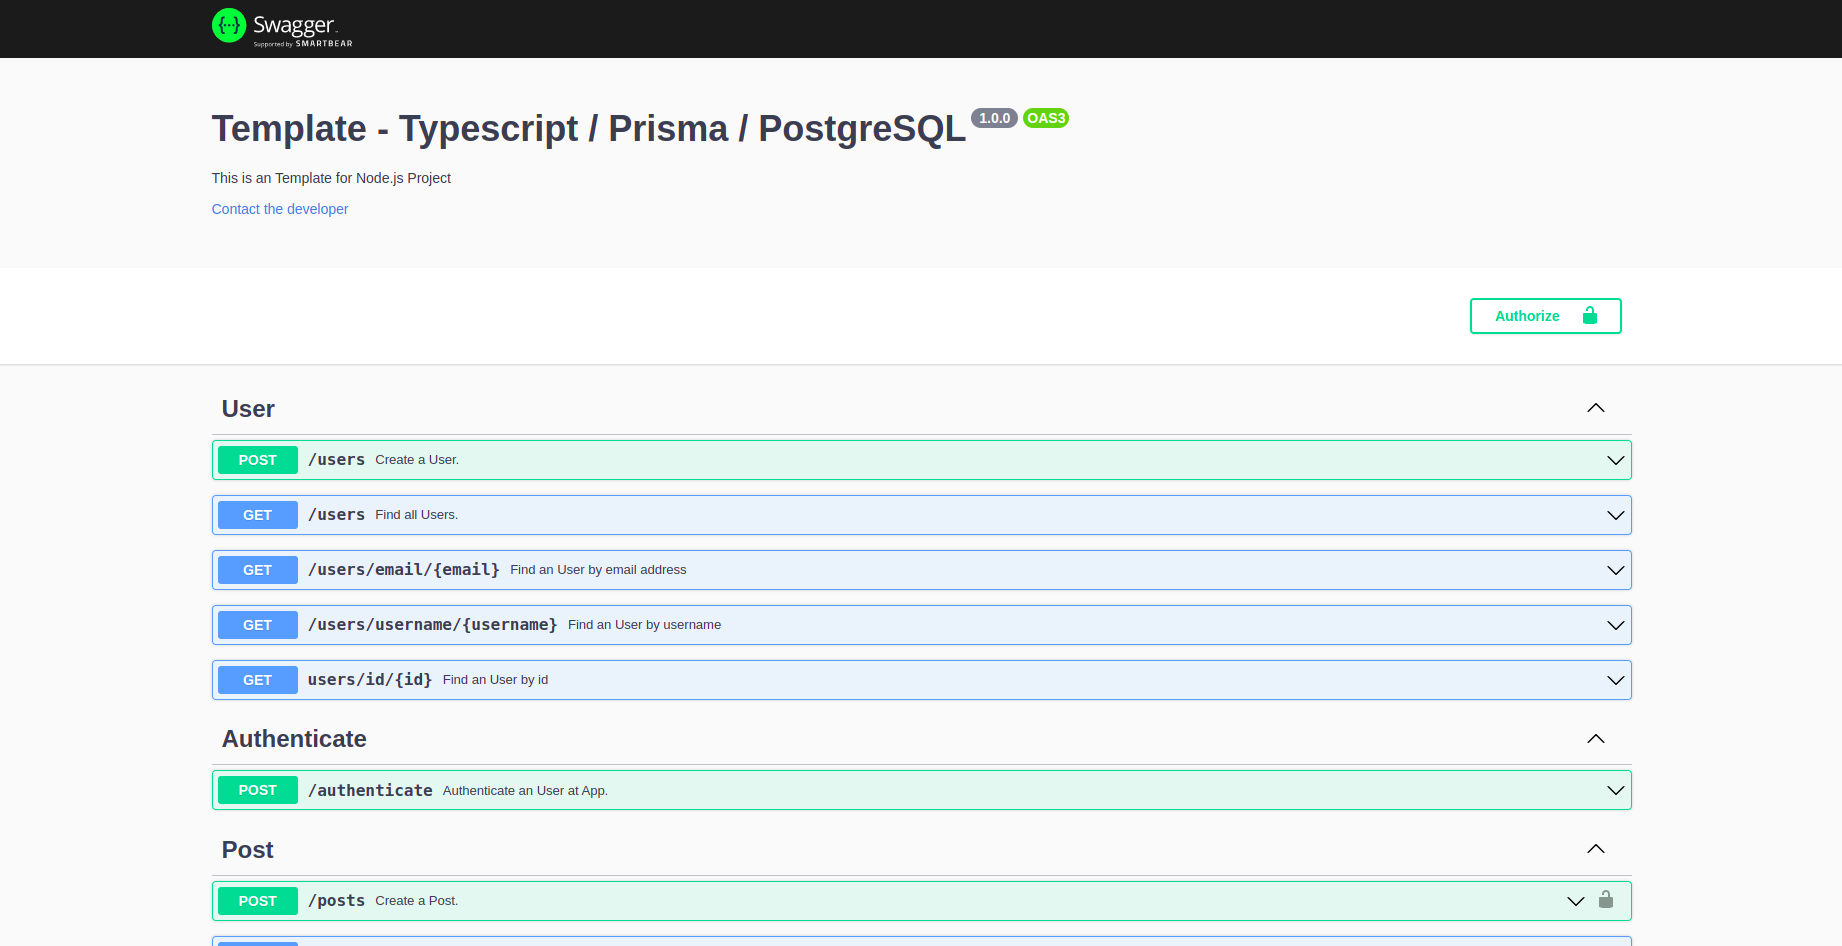 Swagger
Supported by SMARTBEAR
Template - Typescript / Prisma / PostgreSQL 1.0.0 OAS3
This is an Template for Node.js Project
Contact the developer
Authorize
User
POST /users Create a User.
GET /users Find all Users.
GET /users/email/{email} Find an User by email address
GET /users/username/{username} Find an User by username
GET users/id/{id} Find an User by id
Authenticate
POST /authenticate Authenticate an User at App.
Post
POST /posts Create a Post.